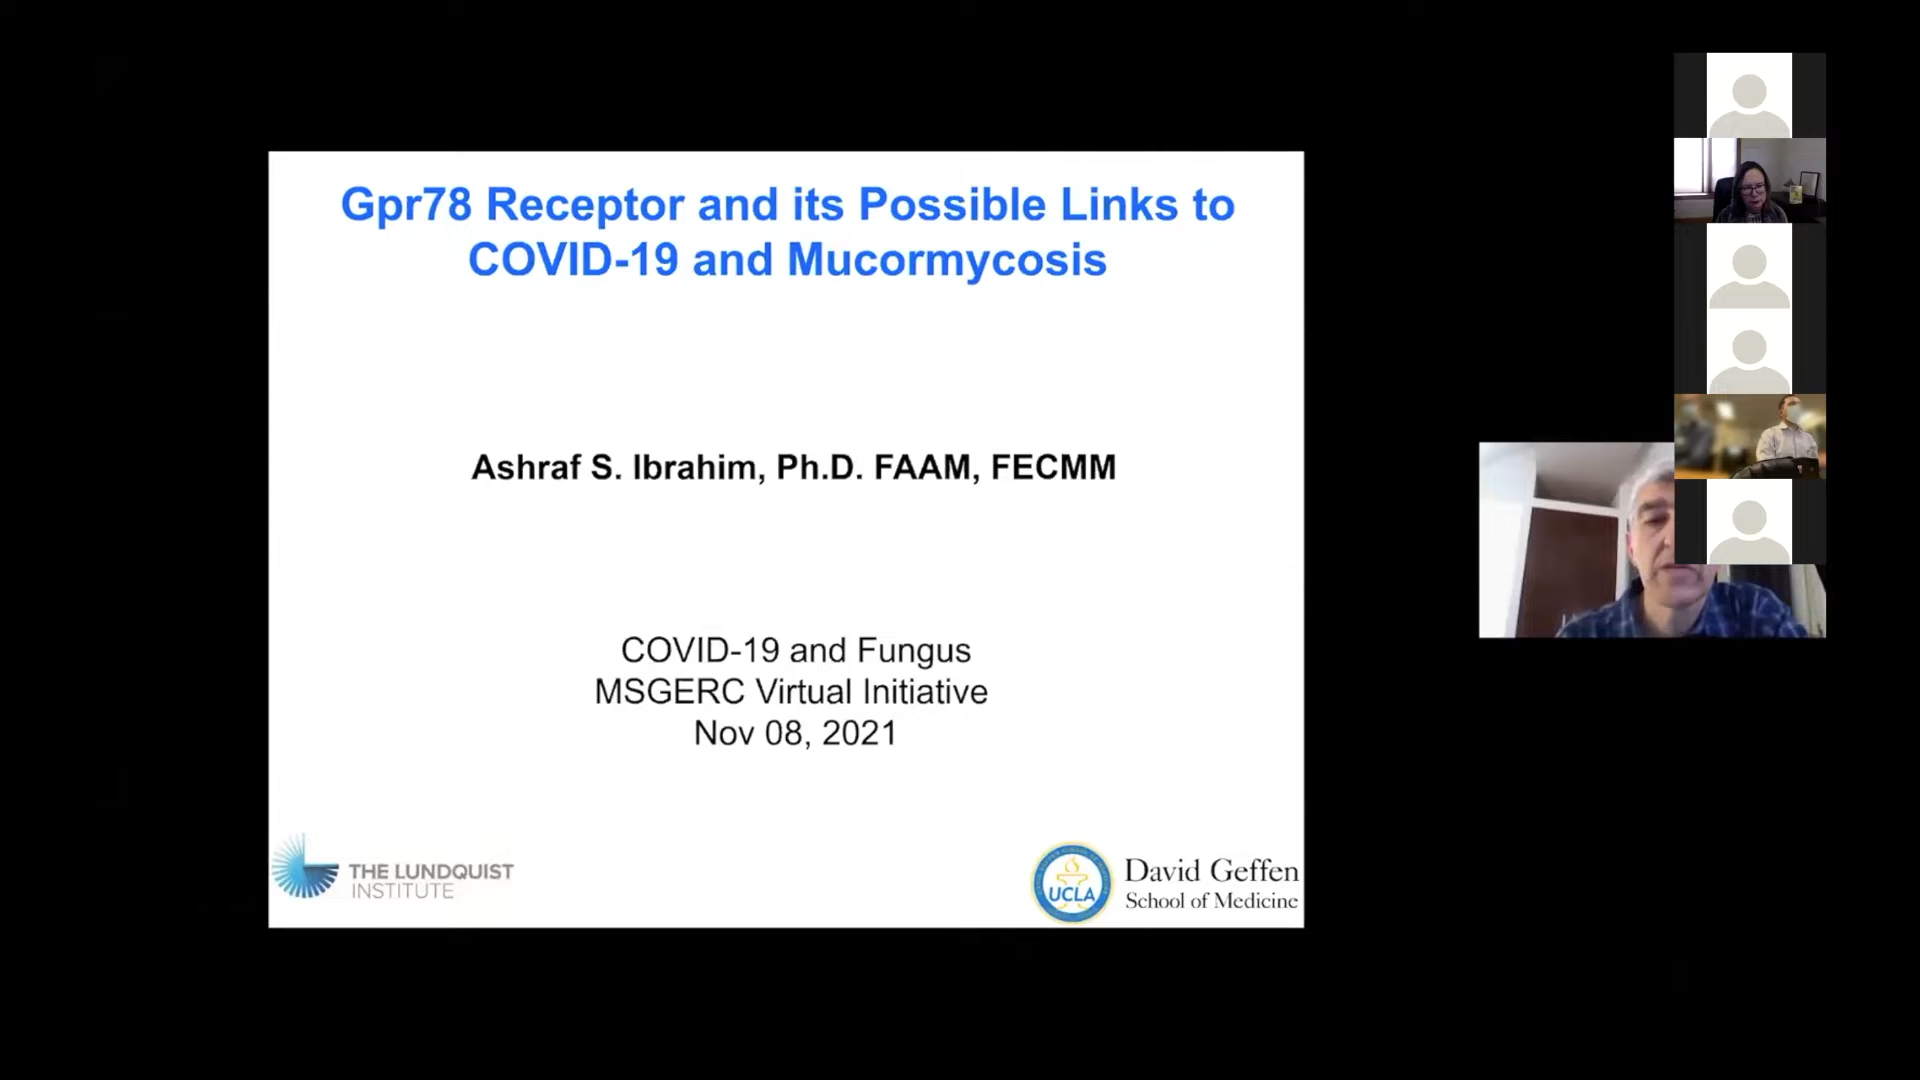 Gpr78 Receptor and its Possible Links to
COVID-19 and Mucormycosis
Ashraf S. Ibrahim, Ph.D. FAAM, FECMM
COVID-19 and Fungus
MSGERC Virtual Initiative
Nov 08, 2021
THE LUNDQUIST
INSTITUTE
UCLA
David Geffen
School of Medicine